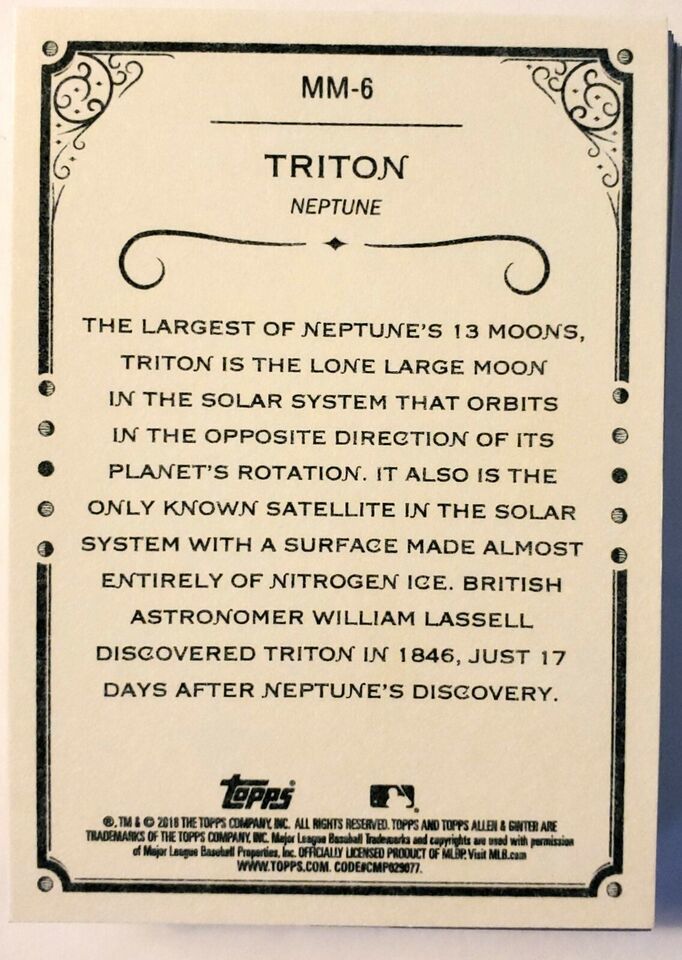 MM-6
TRITON
NEPTUNE
THE LARGEST OF NEPTUNE'S 13 MOONS,
TRITON IS THE LONE LARGE MOON
IN THE SOLAR SYSTEM THAT ORBITS
IN THE OPPOSITE DIRECTION OF ITS
PLANET'S ROTATION. IT ALSO IS THE
ONLY KNOWN SATELLITE IN THE SOLAR
SYSTEM WITH A SURFACE MADE ALMOST
ENTIRELY OF NITROGEN ICE. BRITISH
ASTRONOMER WILLIAM LASSELL
DISCOVERED TRITON IN 1846, JUST 17
DAYS AFTER NEPTUNE'S DISCOVERY.
Topps
®, TM & © 2018 THE TOPPS COMPANY, INC. ALL RIGHTS RESERVED. TOPPS AND TOPPS ALLEN & GINTER ARE
TRADEMARKS OF THE TOPPS COMPANY, INC. Major League Baseball trademarks and copyrights are used with permission
of Major League Baseball Properties, Inc. OFFICIALLY LICENSED PRODUCT OF MLBP. Visit MLB.com
WWW.TOPPS.COM. CODE#CMP029077.